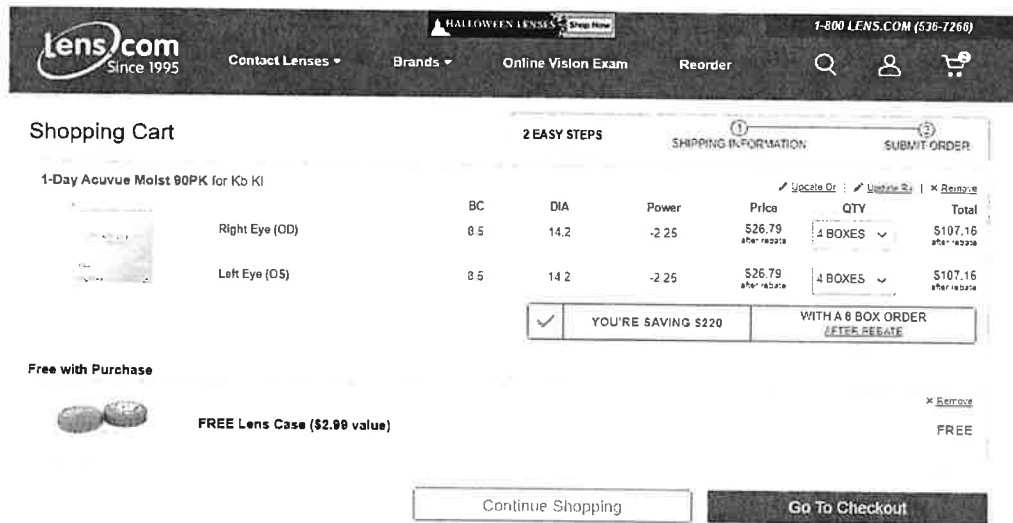 HALLOWEEN LENSES Shop Now
1-800 LENS.COM (536-7266)
Lens.com
Since 1995
Contact Lenses
Brands
Online Vision Exam
Reorder
Shopping Cart
2 EASY STEPS
1
SHIPPING INFORMATION
2
SUBMIT ORDER
1-Day Acuvue Moist 90PK for Kb Kl
Update Dr | Update Rx | × Remove
BC DIA Power Price QTY Total
Right Eye (OD) 8.5 14.2 -2.25 $26.79 4 BOXES $107.16
after rebate after rebate
Left Eye (OS) 8.5 14.2 -2.25 $26.79 4 BOXES $107.16
after rebate after rebate
YOU'RE SAVING $220
WITH A 8 BOX ORDER
AFTER REBATE
Free with Purchase
× Remove
FREE Lens Case ($2.99 value)
FREE
Continue Shopping
Go To Checkout